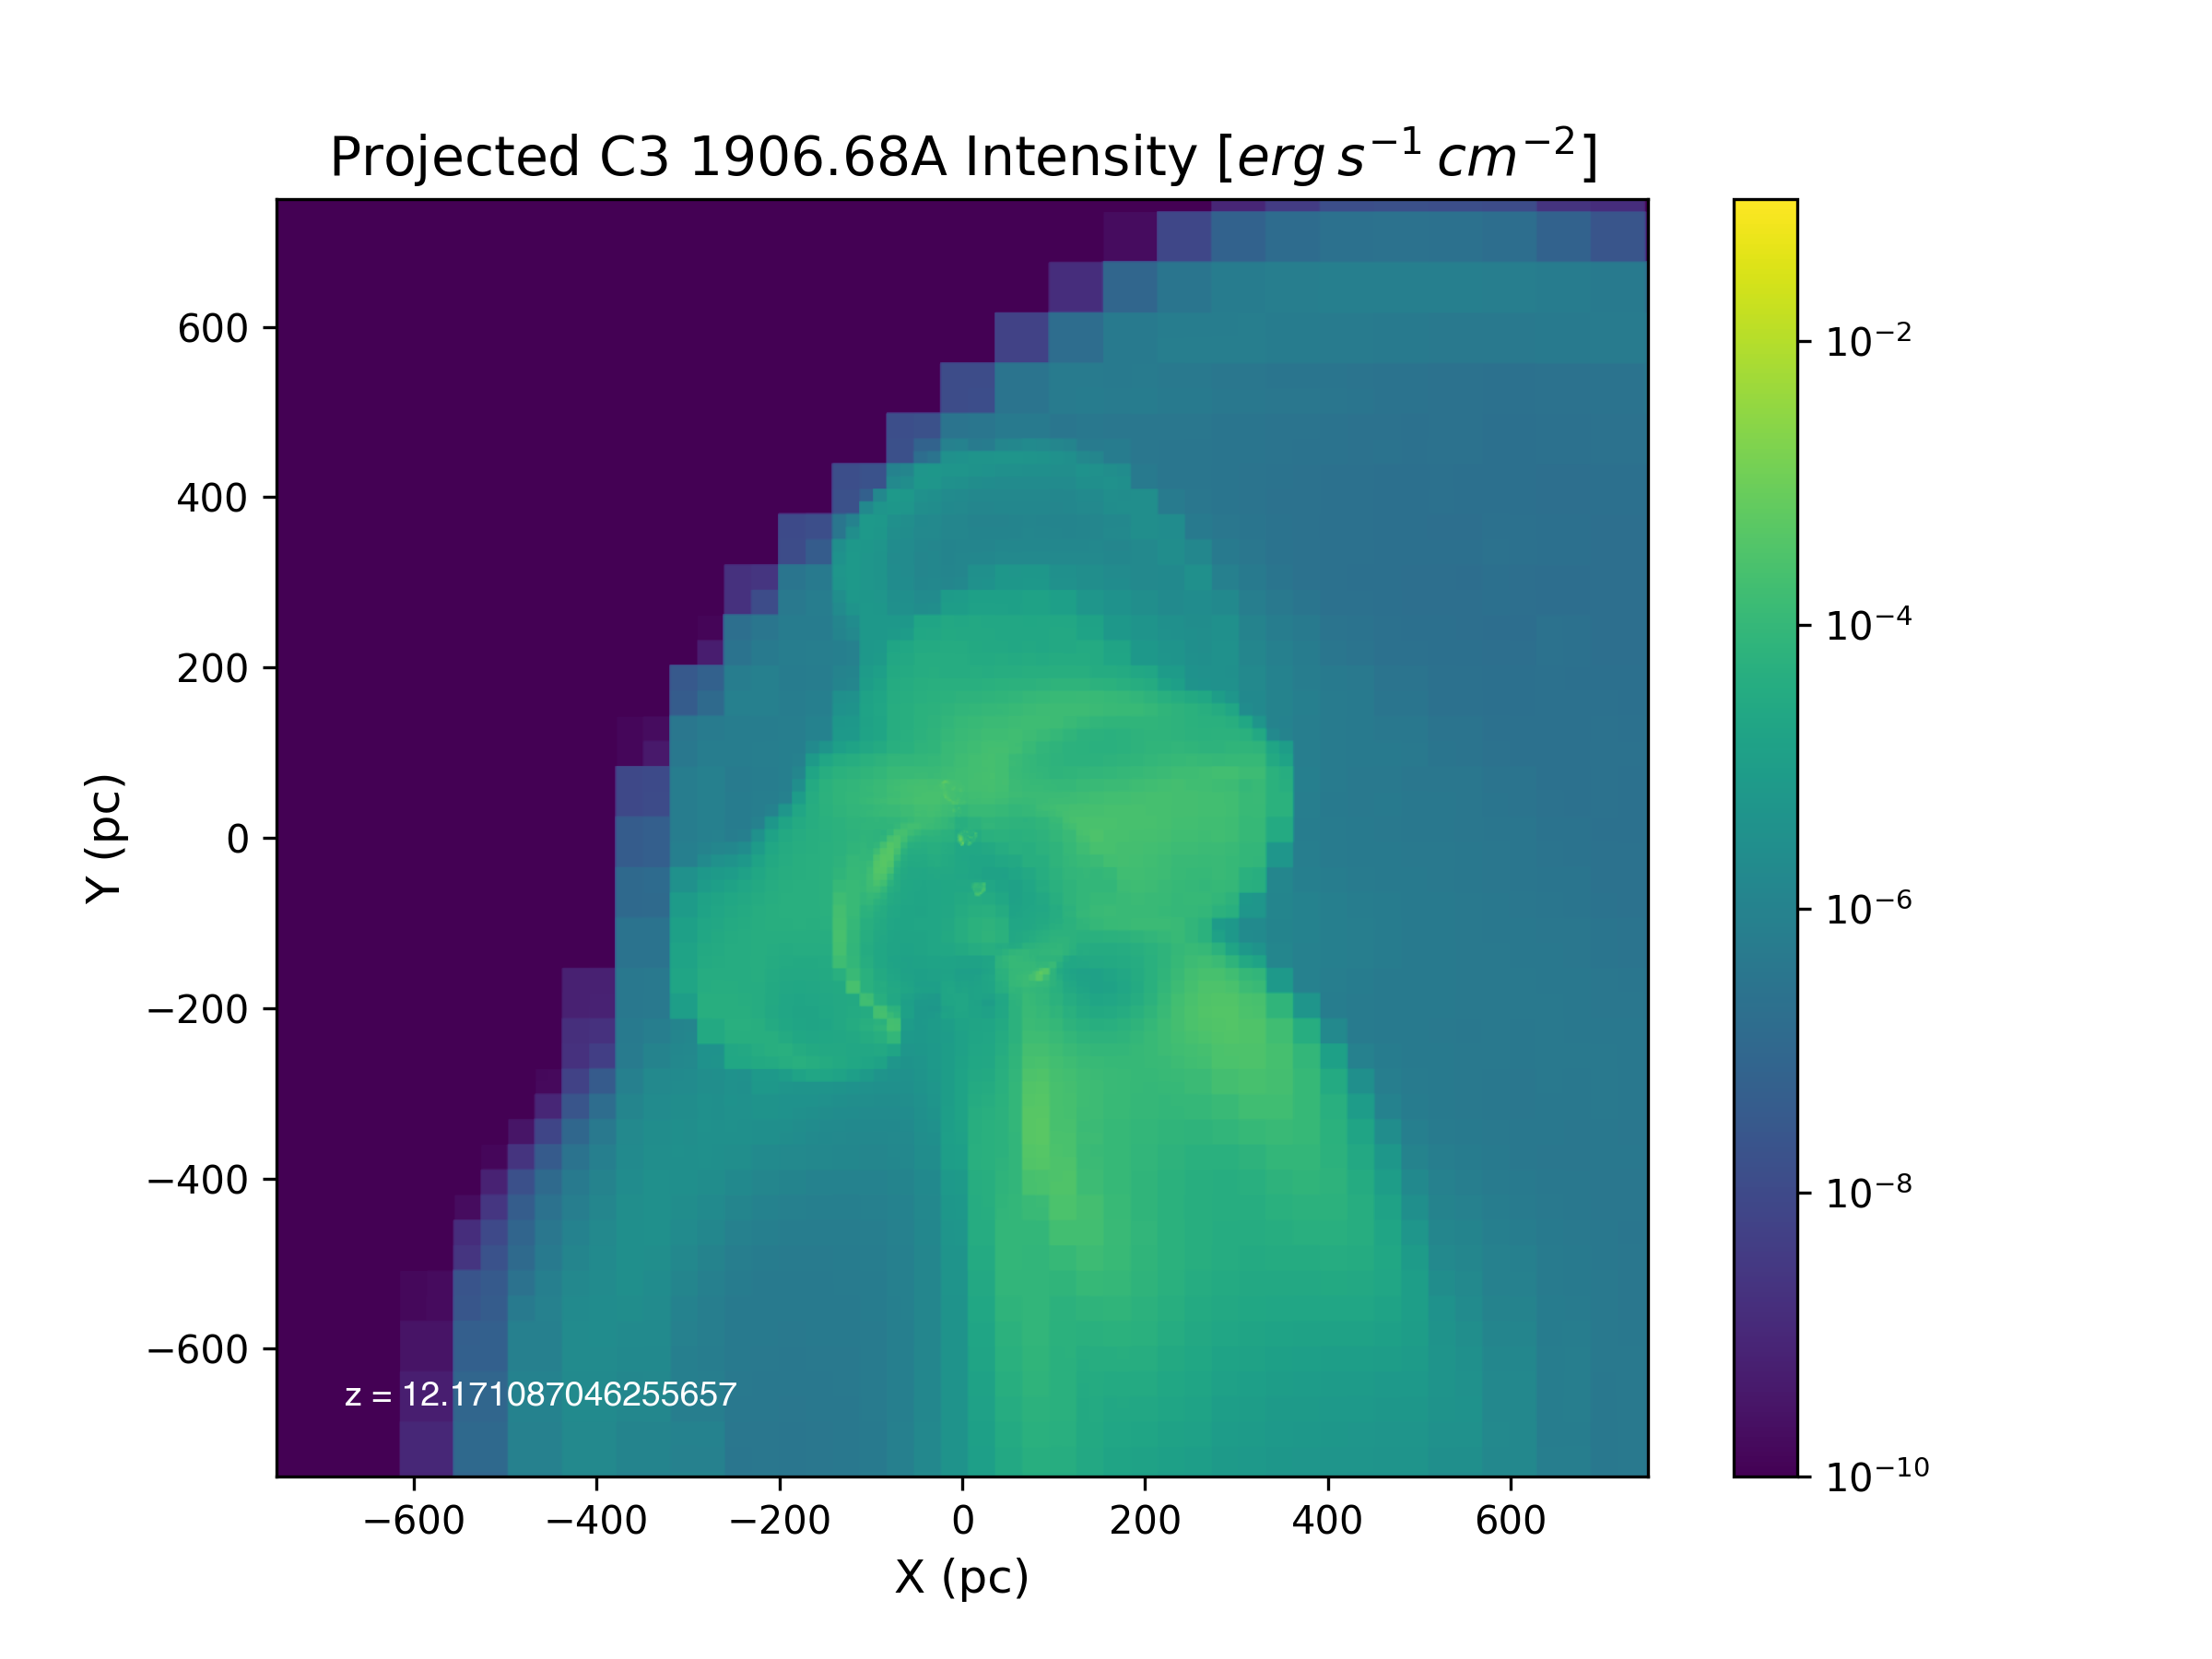 Projected C3 1906.68A Intensity [erg s⁻¹ cm⁻²]
Y (pc)
600
400
200
0
−200
−400
−600
z = 12.171087046255657
−600 −400 −200 0 200 400 600
X (pc)
10⁻²
10⁻⁴
10⁻⁶
10⁻⁸
10⁻¹⁰